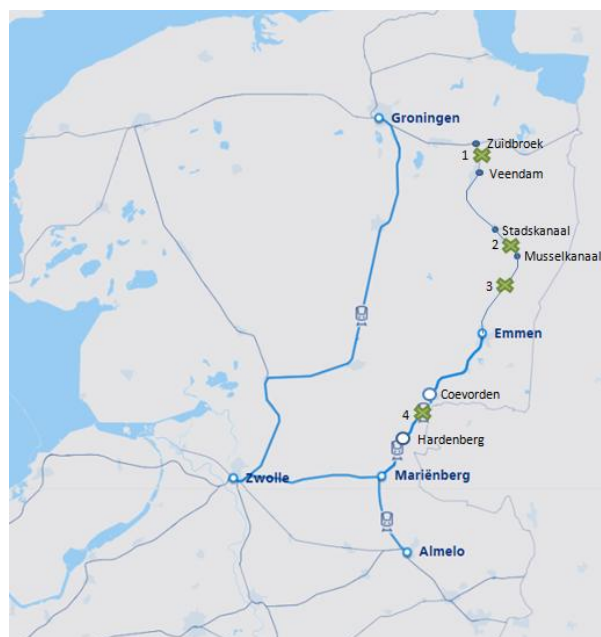 Groningen
Zuidbroek
1
Veendam
Stadskanaal
2
Musselkanaal
3
Emmen
Coevorden
4
Hardenberg
Zwolle
Mariënberg
Almelo